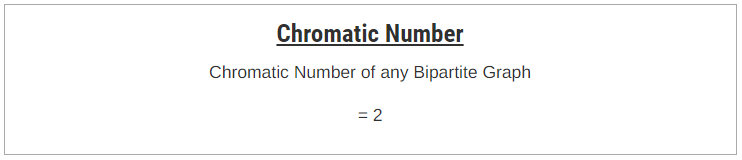 Chromatic Number
Chromatic Number of any Bipartite Graph
= 2